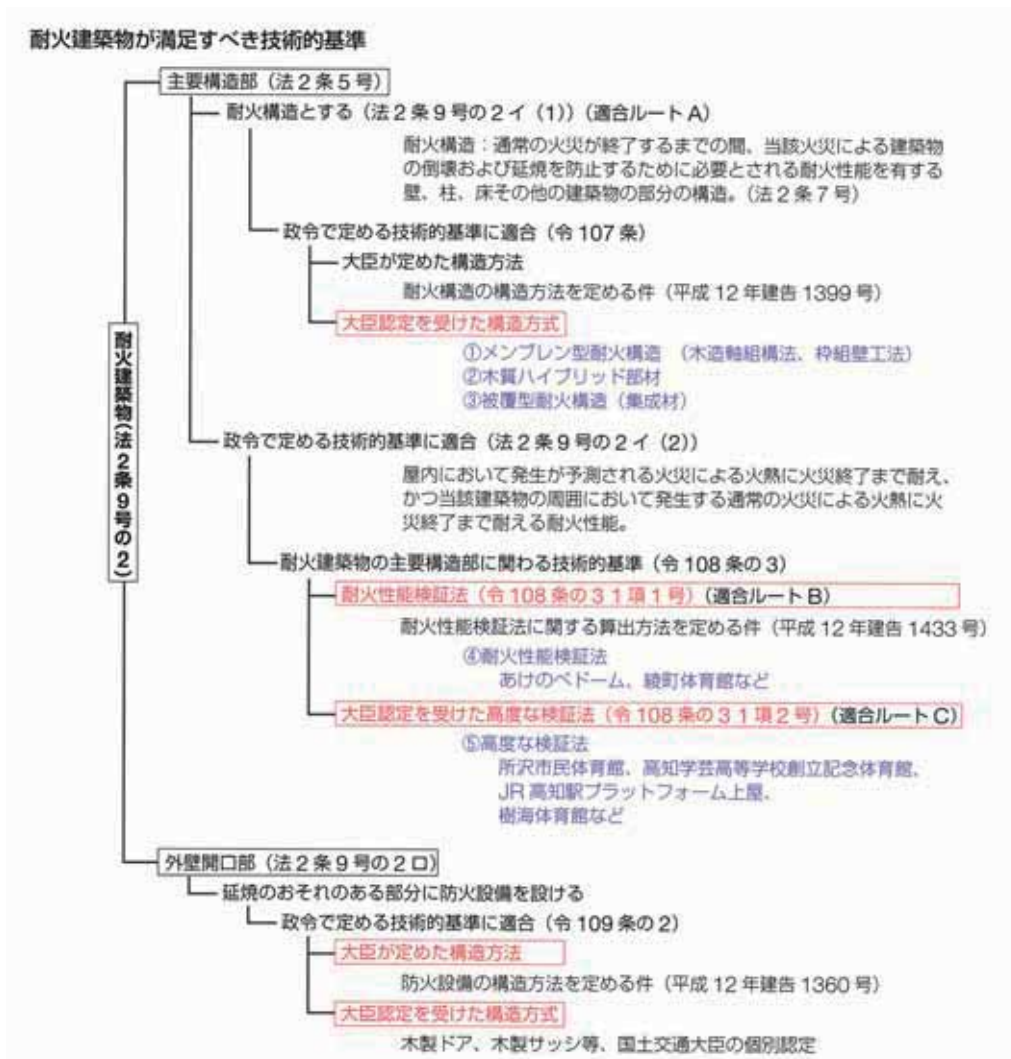 耐火建築物が満足すべき技術的基準
主要構造部（法２条５号）
耐火構造とする（法２条９号の２イ（1））（適合ルートA）
耐火構造：通常の火災が終了するまでの間、当該火災による建築物
の倒壊および延焼を防止するために必要とされる耐火性能を有する
壁、柱、床その他の建築物の部分の構造。（法２条７号）
政令で定める技術的基準に適合（令107条）
大臣が定めた構造方法
耐火構造の構造方法を定める件（平成12年建告1399号）
大臣認定を受けた構造方式
①メンブレン型耐火構造　（木造軸組構法、枠組壁工法）
②木質ハイブリッド部材
③被覆型耐火構造（集成材）
耐火建築物（法２条９号の２）
政令で定める技術的基準に適合（法２条９号の２イ（2））
屋内において発生が予測される火災による火熱に火災終了まで耐え、
かつ当該建築物の周囲において発生する通常の火災による火熱に火
災終了まで耐える耐火性能。
耐火建築物の主要構造部に関わる技術的基準（令108条の３）
耐火性能検証法（令108条の３１項１号）（適合ルートB）
耐火性能検証法に関する算出方法を定める件（平成12年建告1433号）
④耐火性能検証法
あけのべドーム、綾町体育館など
大臣認定を受けた高度な検証法（令108条の３１項２号）（適合ルートC）
⑤高度な検証法
所沢市民体育館、高知学芸高等学校創立記念体育館、
JR高知駅プラットフォーム上屋、
樹海体育館など
外壁開口部（法２条９号の２ロ）
延焼のおそれのある部分に防火設備を設ける
政令で定める技術的基準に適合（令109条の２）
大臣が定めた構造方法
防火設備の構造方法を定める件（平成12年建告1360号）
大臣認定を受けた構造方式
木製ドア、木製サッシ等、国土交通大臣の個別認定